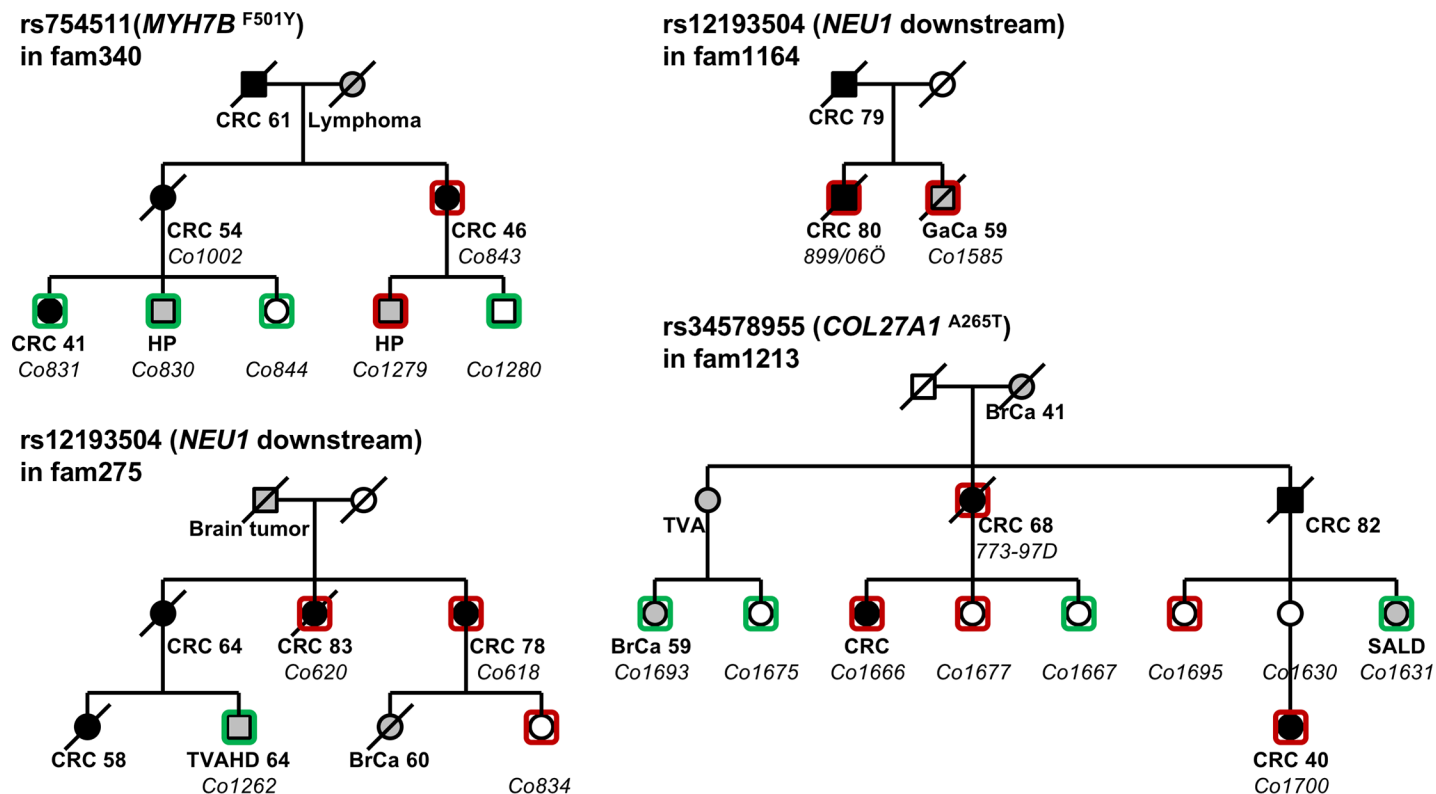 rs754511(MYH7B F501Y)
in fam340
CRC 61
Lymphoma
CRC 54
Co1002
CRC 46
Co843
CRC 41
Co831
HP
Co830
Co844
HP
Co1279
Co1280
rs12193504 (NEU1 downstream)
in fam275
Brain tumor
CRC 64
CRC 83
Co620
CRC 78
Co618
CRC 58
TVAHD 64
Co1262
BrCa 60
Co834
rs12193504 (NEU1 downstream)
in fam1164
CRC 79
CRC 80
899/06Ö
GaCa 59
Co1585
rs34578955 (COL27A1 A265T)
in fam1213
BrCa 41
TVA
CRC 68
773-97D
CRC 82
BrCa 59
Co1693
Co1675
CRC
Co1666
Co1677
Co1667
Co1695
Co1630
SALD
Co1631
CRC 40
Co1700